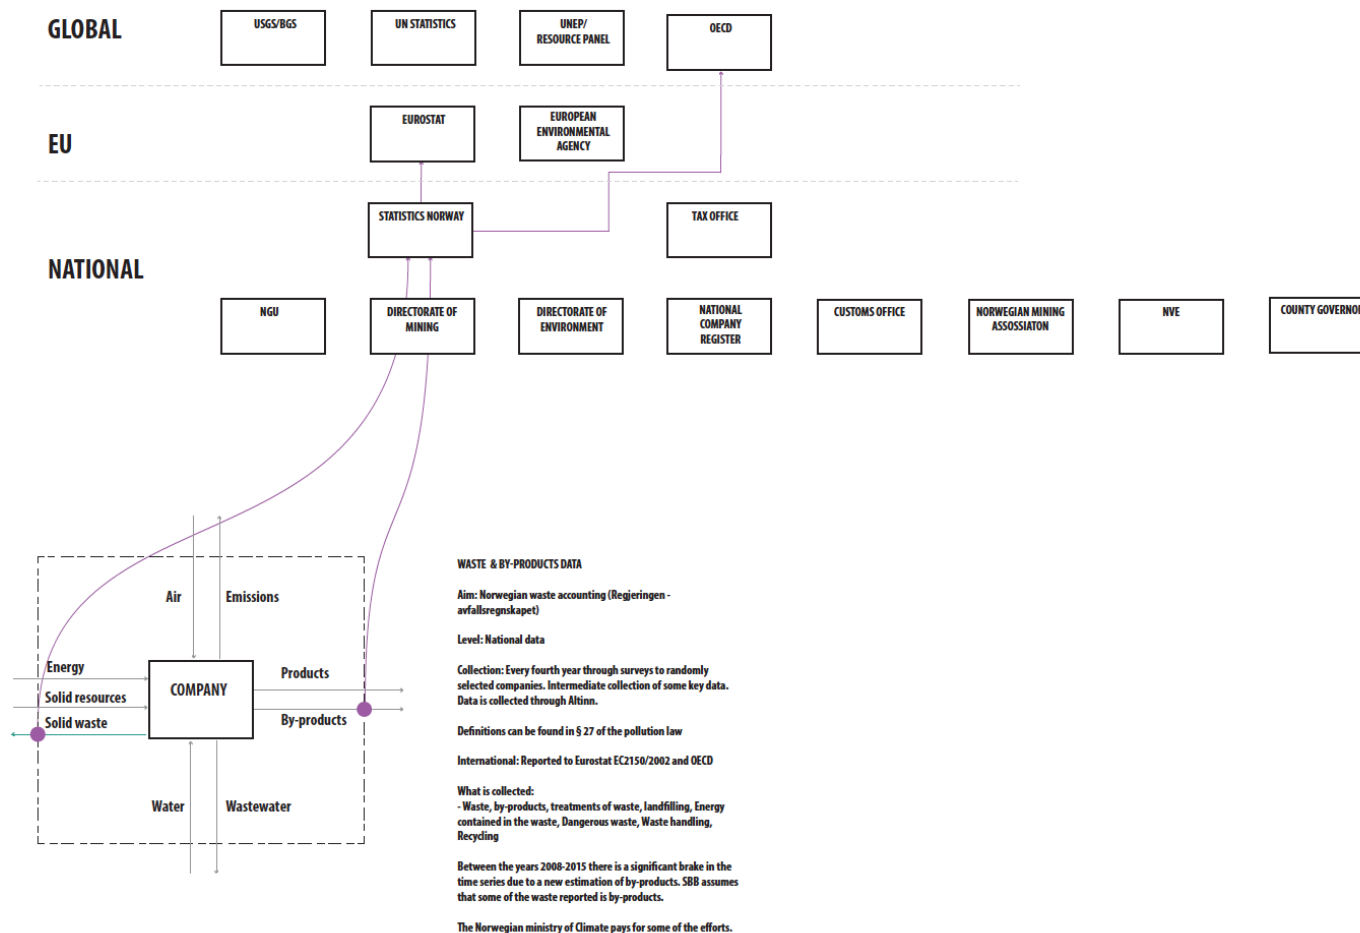 GLOBAL
USGS/BGS
UN STATISTICS
UNEP/
RESOURCE PANEL
OECD
EU
EUROSTAT
EUROPEAN
ENVIRONMENTAL
AGENCY
NATIONAL
STATISTICS NORWAY
TAX OFFICE
NGU
DIRECTORATE OF
MINING
DIRECTORATE OF
ENVIRONMENT
NATIONAL
COMPANY
REGISTER
CUSTOMS OFFICE
NORWEGIAN MINING
ASSOSSIATON
NVE
COUNTY GOVERNOR
Air
Emissions
Energy
Solid resources
Solid waste
COMPANY
Products
By-products
Water
Wastewater
WASTE & BY-PRODUCTS DATA
Aim: Norwegian waste accounting (Regjeringen -
avfallsregnskapet)
Level: National data
Collection: Every fourth year through surveys to randomly
selected companies. Intermediate collection of some key data.
Data is collected through Altinn.
Definitions can be found in § 27 of the pollution law
International: Reported to Eurostat EC2150/2002 and OECD
What is collected:
- Waste, by-products, treatments of waste, landfilling, Energy
contained in the waste, Dangerous waste, Waste handling,
Recycling
Between the years 2008-2015 there is a significant brake in the
time series due to a new estimation of by-products. SBB assumes
that some of the waste reported is by-products.
The Norwegian ministry of Climate pays for some of the efforts.